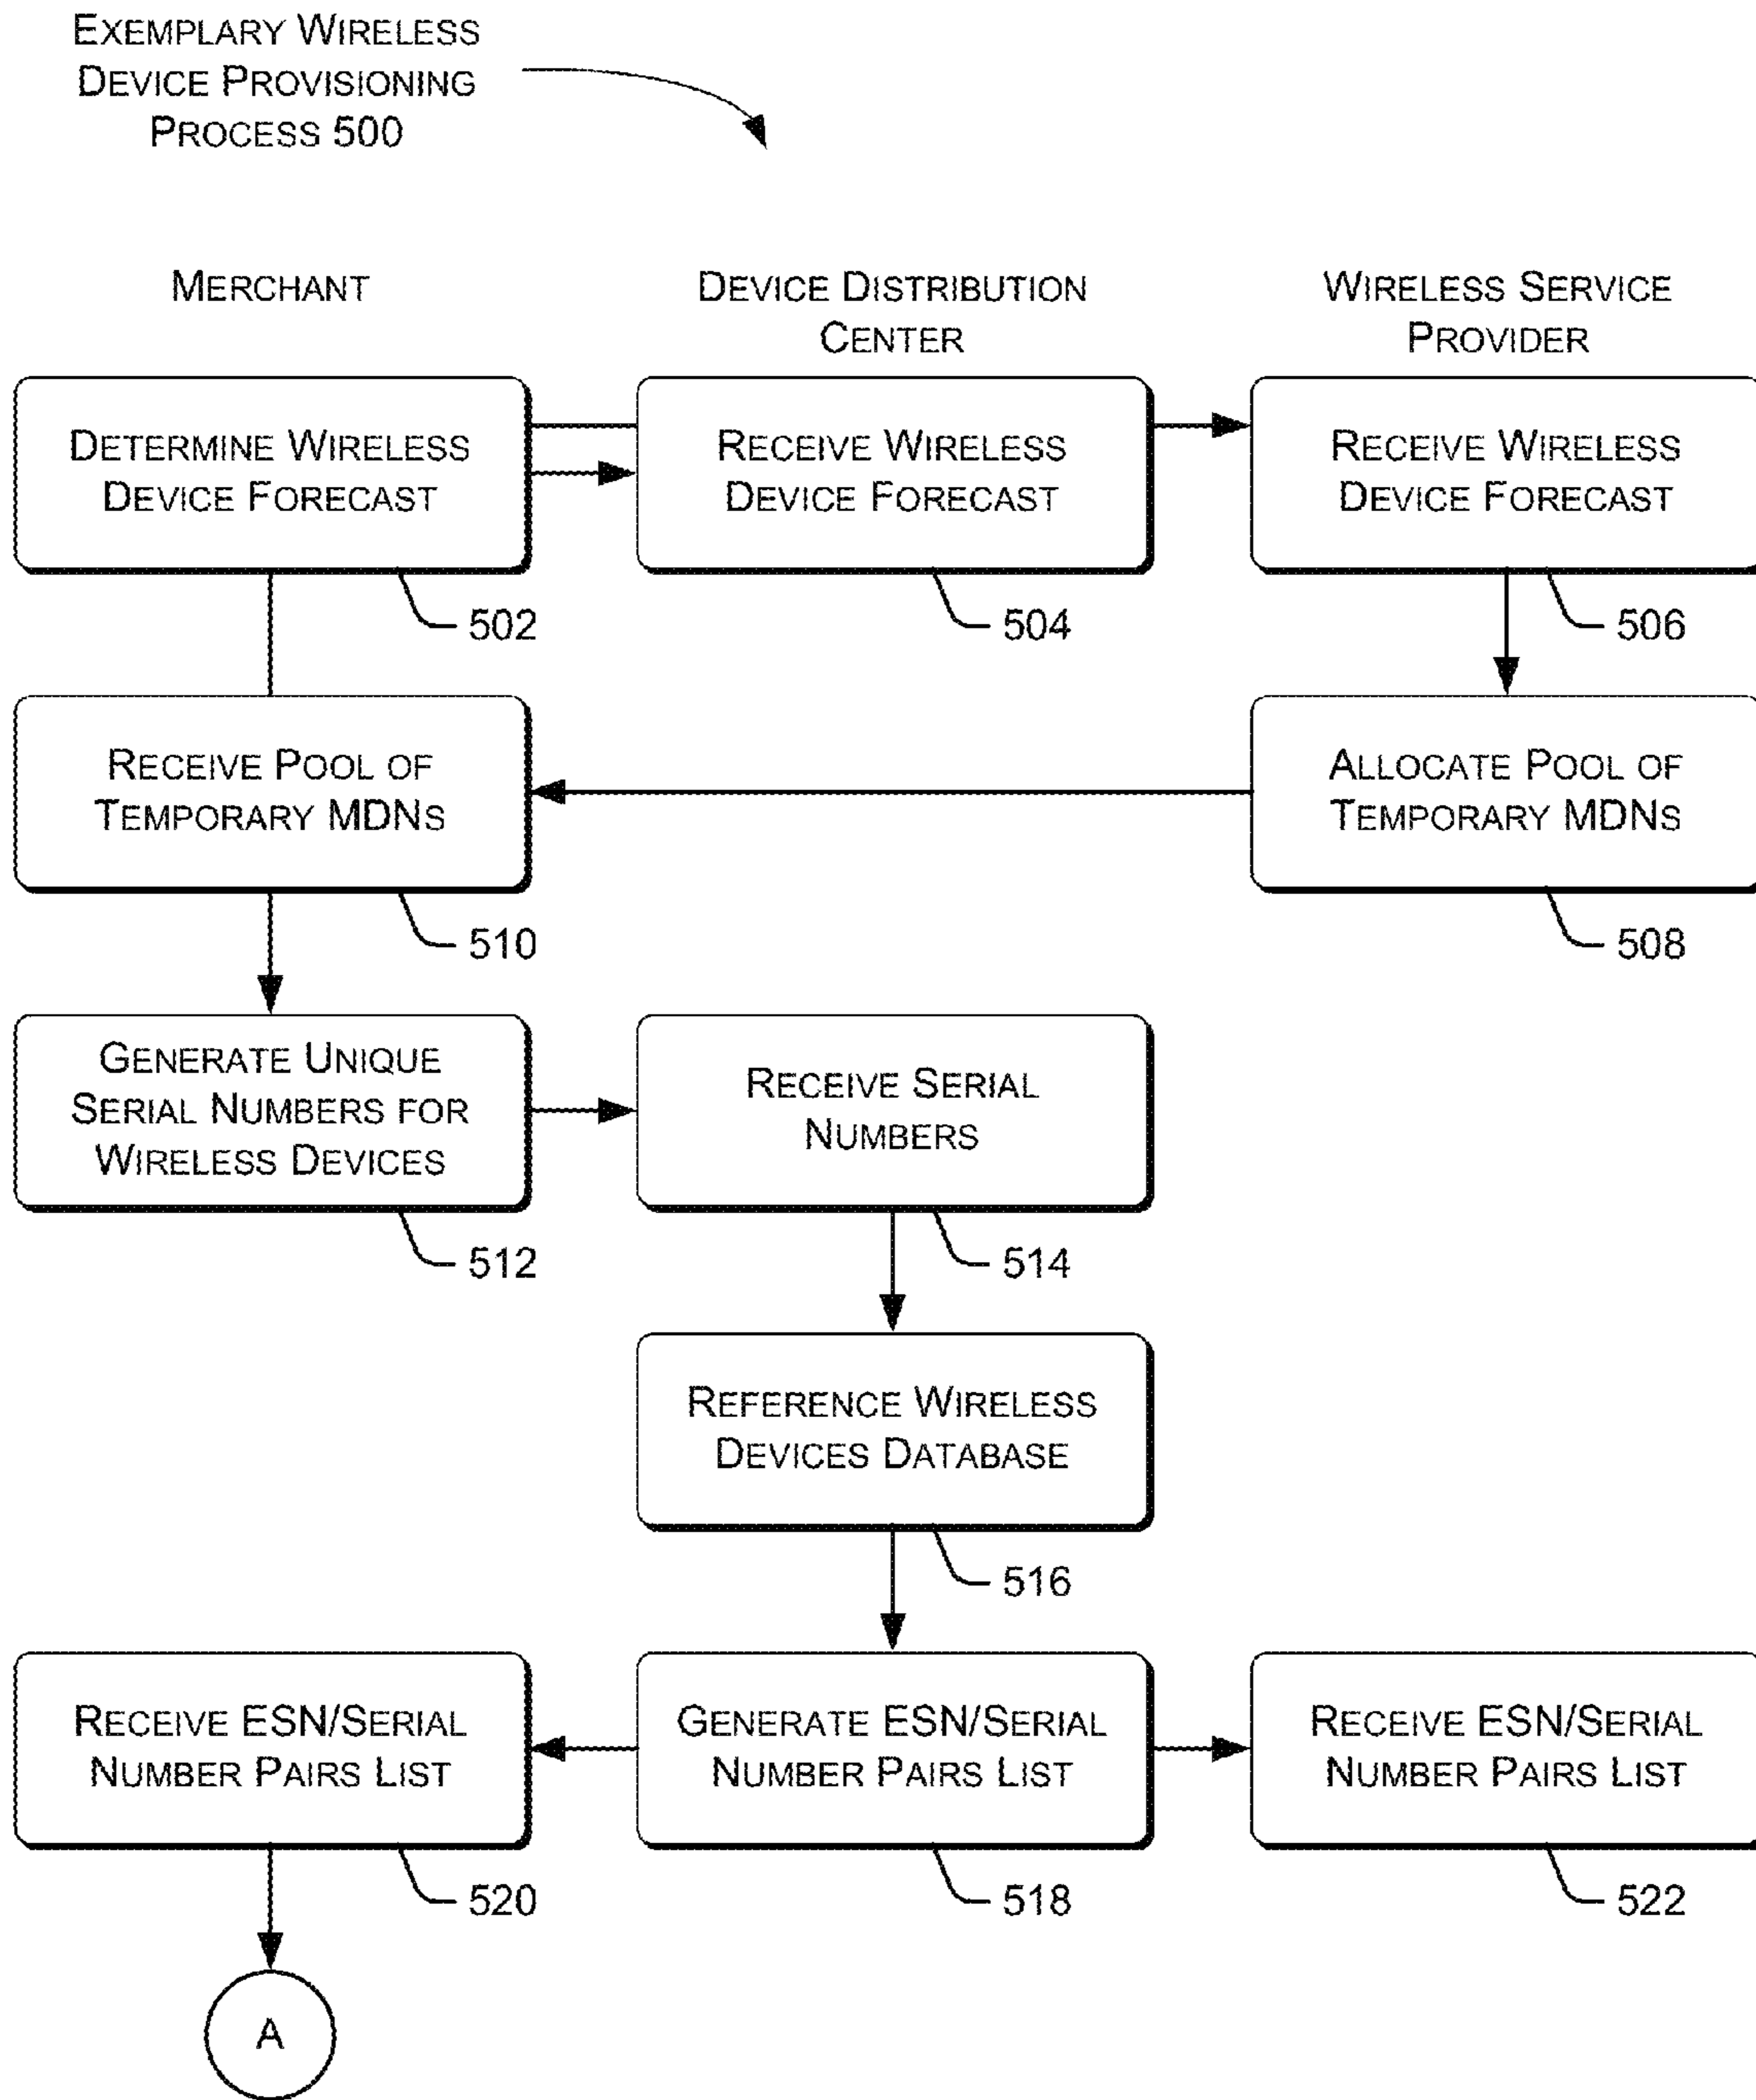 EXEMPLARY WIRELESS
DEVICE PROVISIONING
PROCESS 500
MERCHANT
DEVICE DISTRIBUTION
CENTER
WIRELESS SERVICE
PROVIDER
DETERMINE WIRELESS
DEVICE FORECAST
502
RECEIVE WIRELESS
DEVICE FORECAST
504
RECEIVE WIRELESS
DEVICE FORECAST
506
RECEIVE POOL OF
TEMPORARY MDNS
510
ALLOCATE POOL OF
TEMPORARY MDNS
508
GENERATE UNIQUE
SERIAL NUMBERS FOR
WIRELESS DEVICES
512
RECEIVE SERIAL
NUMBERS
514
REFERENCE WIRELESS
DEVICES DATABASE
516
RECEIVE ESN/SERIAL
NUMBER PAIRS LIST
520
GENERATE ESN/SERIAL
NUMBER PAIRS LIST
518
RECEIVE ESN/SERIAL
NUMBER PAIRS LIST
522
A